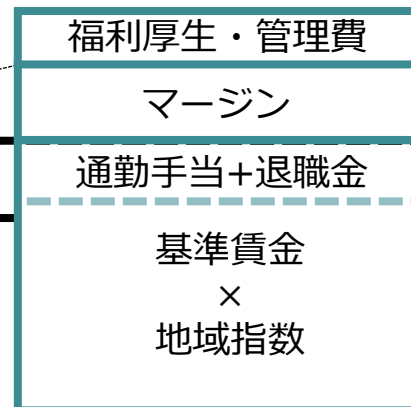 福利厚生・管理費
マージン
通勤手当+退職金
基準賃金
×
地域指数